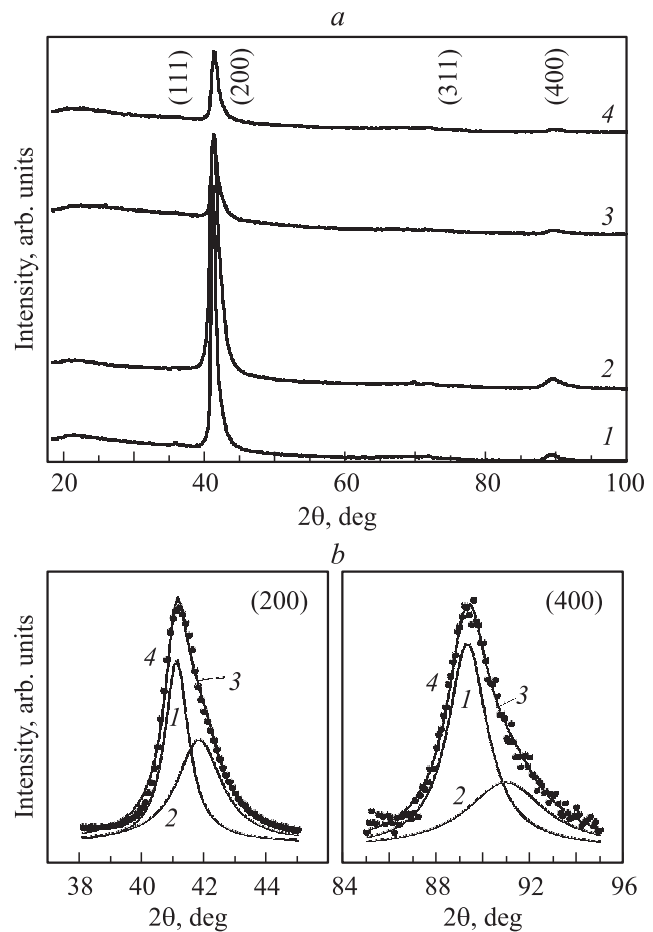 a
(111)
(200)
(311)
(400)
4
3
2
1
Intensity, arb. units
20 40 60 80 100
2θ, deg
b
(200)
(400)
4
3
1
2
4
3
1
2
Intensity, arb. units
38 40 42 44
84 88 92 96
2θ, deg
2θ, deg